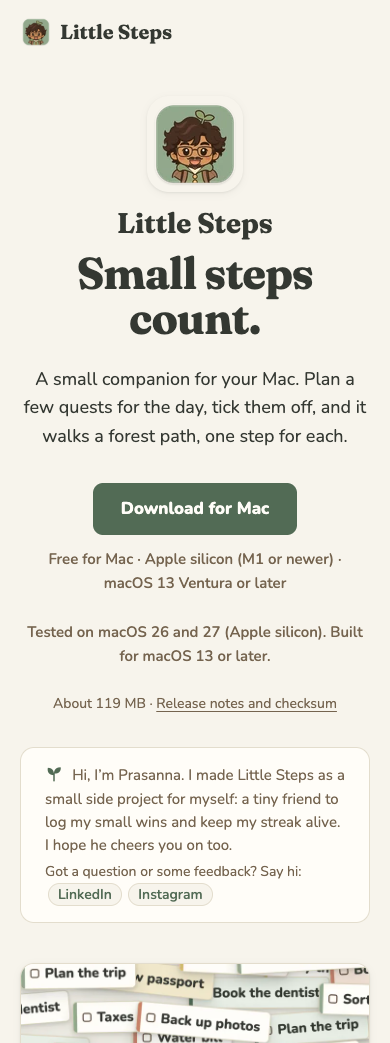 Little Steps
Little Steps
Small steps
count.
A small companion for your Mac. Plan a
few quests for the day, tick them off, and it
walks a forest path, one step for each.
Download for Mac
Free for Mac · Apple silicon (M1 or newer) ·
macOS 13 Ventura or later
Tested on macOS 26 and 27 (Apple silicon). Built
for macOS 13 or later.
About 119 MB · Release notes and checksum
Hi, I’m Prasanna. I made Little Steps as a
small side project for myself: a tiny friend to
log my small wins and keep my streak alive.
I hope he cheers you on too.
Got a question or some feedback? Say hi:
LinkedIn Instagram
Plan the trip
passport
Book the dentist
Taxes
Back up photos
Plan the trip